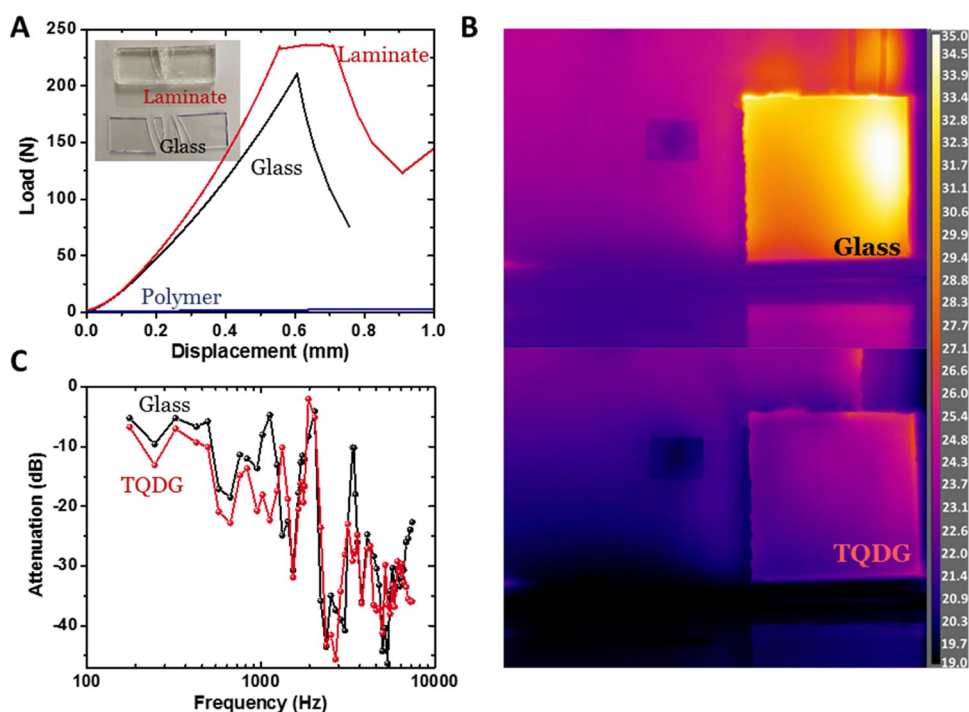 A
250
200
150
100
50
0
Load (N)
Laminate
Glass
Laminate
Glass
Polymer
0.0 0.2 0.4 0.6 0.8 1.0
Displacement (mm)
B
Glass
TQDG
35.0
34.0
33.4
32.8
32.3
31.7
31.1
30.6
29.9
29.4
28.8
28.3
27.6
27.1
26.6
26.0
25.4
24.8
24.3
23.7
23.1
22.6
22.0
21.4
20.9
20.3
19.7
19.0
C
0
-10
-20
-30
-40
Attenuation (dB)
Glass
TQDG
100 1000 10000
Frequency (Hz)